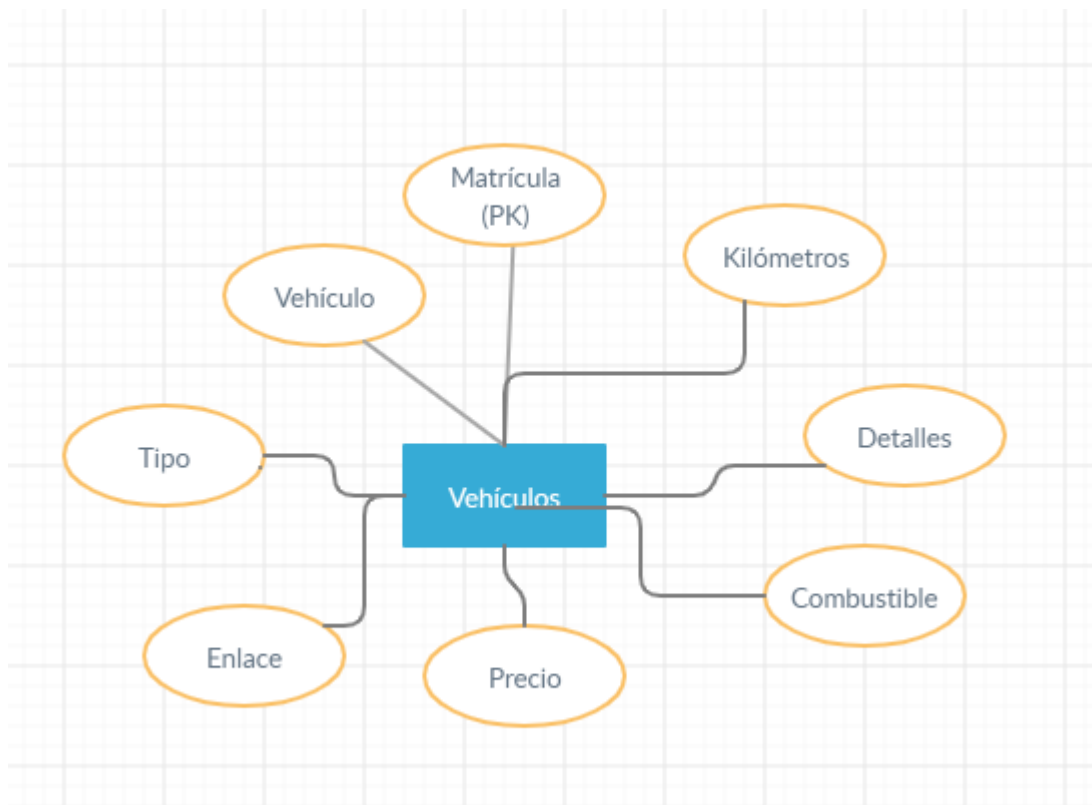 Matrícula
(PK)
Kilómetros
Vehículo
Detalles
Tipo
Vehículos
Combustible
Enlace
Precio